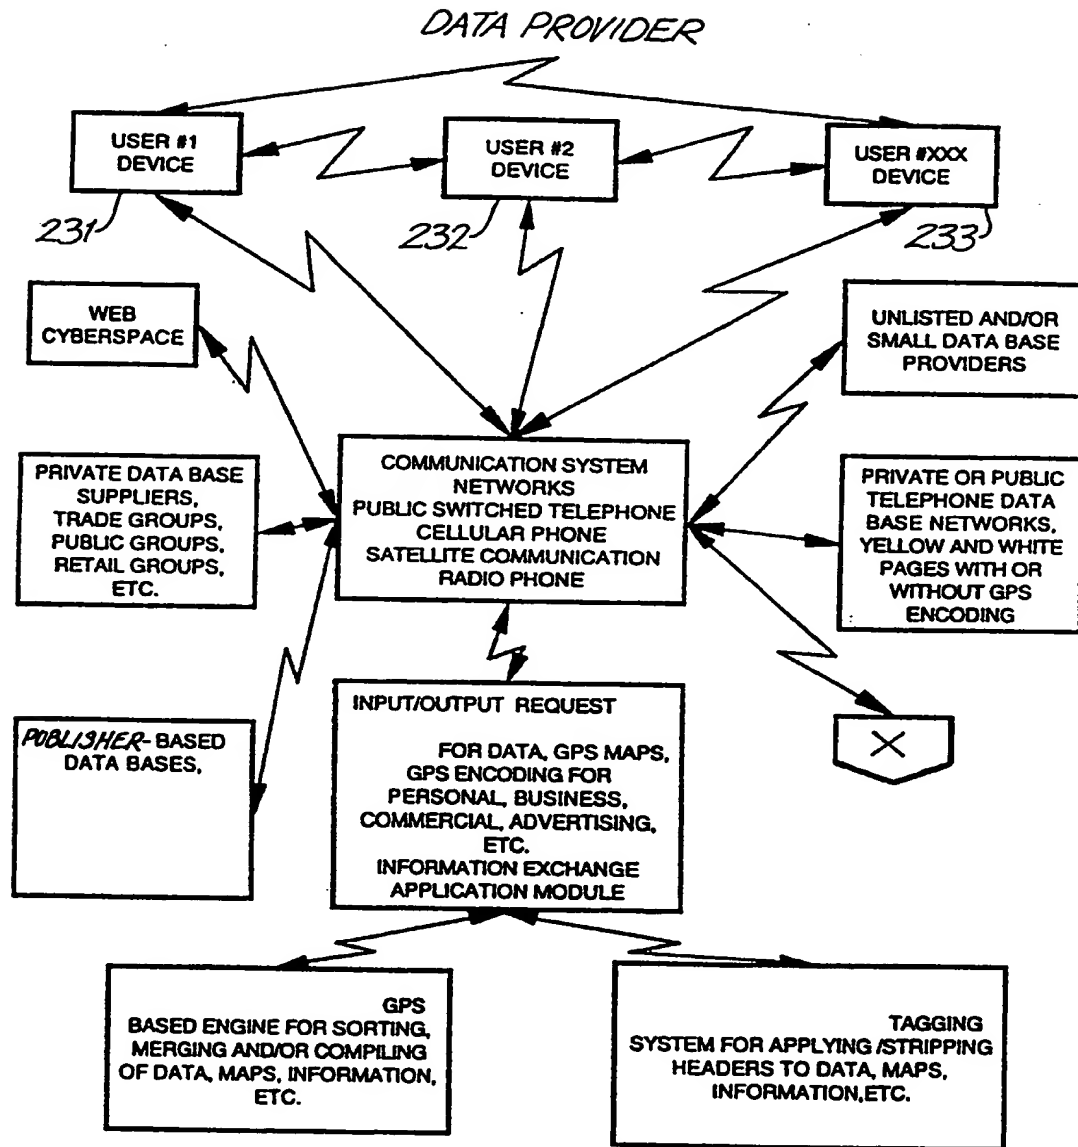 DATA PROVIDER
USER #1
DEVICE
USER #2
DEVICE
USER #XXX
DEVICE
231
232
233
WEB
CYBERSPACE
UNLISTED AND/OR
SMALL DATA BASE
PROVIDERS
PRIVATE DATA BASE
SUPPLIERS,
TRADE GROUPS,
PUBLIC GROUPS,
RETAIL GROUPS,
ETC.
COMMUNICATION SYSTEM
NETWORKS
PUBLIC SWITCHED TELEPHONE
CELLULAR PHONE
SATELLITE COMMUNICATION
RADIO PHONE
PRIVATE OR PUBLIC
TELEPHONE DATA
BASE NETWORKS,
YELLOW AND WHITE
PAGES WITH OR
WITHOUT GPS
ENCODING
PUBLISHER-BASED
DATA BASES,
INPUT/OUTPUT REQUEST
FOR DATA, GPS MAPS,
GPS ENCODING FOR
PERSONAL, BUSINESS,
COMMERCIAL, ADVERTISING,
ETC.
INFORMATION EXCHANGE
APPLICATION MODULE
X
GPS
BASED ENGINE FOR SORTING,
MERGING AND/OR COMPILING
OF DATA, MAPS, INFORMATION,
ETC.
TAGGING
SYSTEM FOR APPLYING /STRIPPING
HEADERS TO DATA, MAPS,
INFORMATION,ETC.